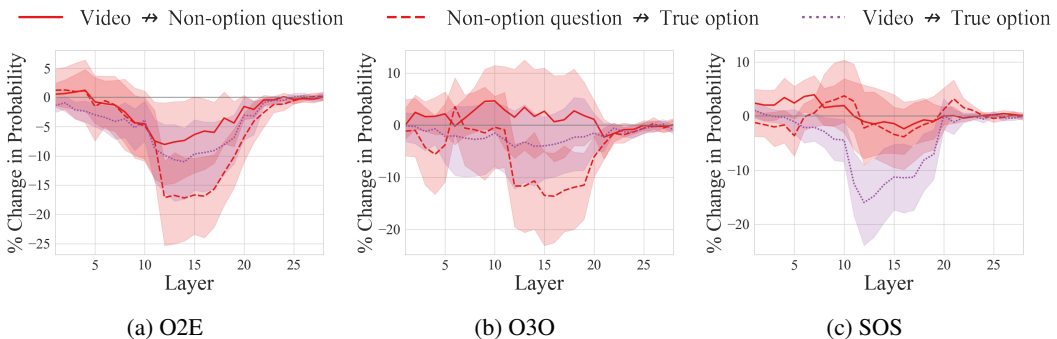 Video ↛ Non-option question Non-option question ↛ True option Video ↛ True option
% Change in Probability
5
0
−5
−10
−15
−20
−25
5 10 15 20 25
Layer
(a) O2E
% Change in Probability
10
0
−10
−20
5 10 15 20 25
Layer
(b) O3O
% Change in Probability
10
0
−10
−20
5 10 15 20 25
Layer
(c) SOS